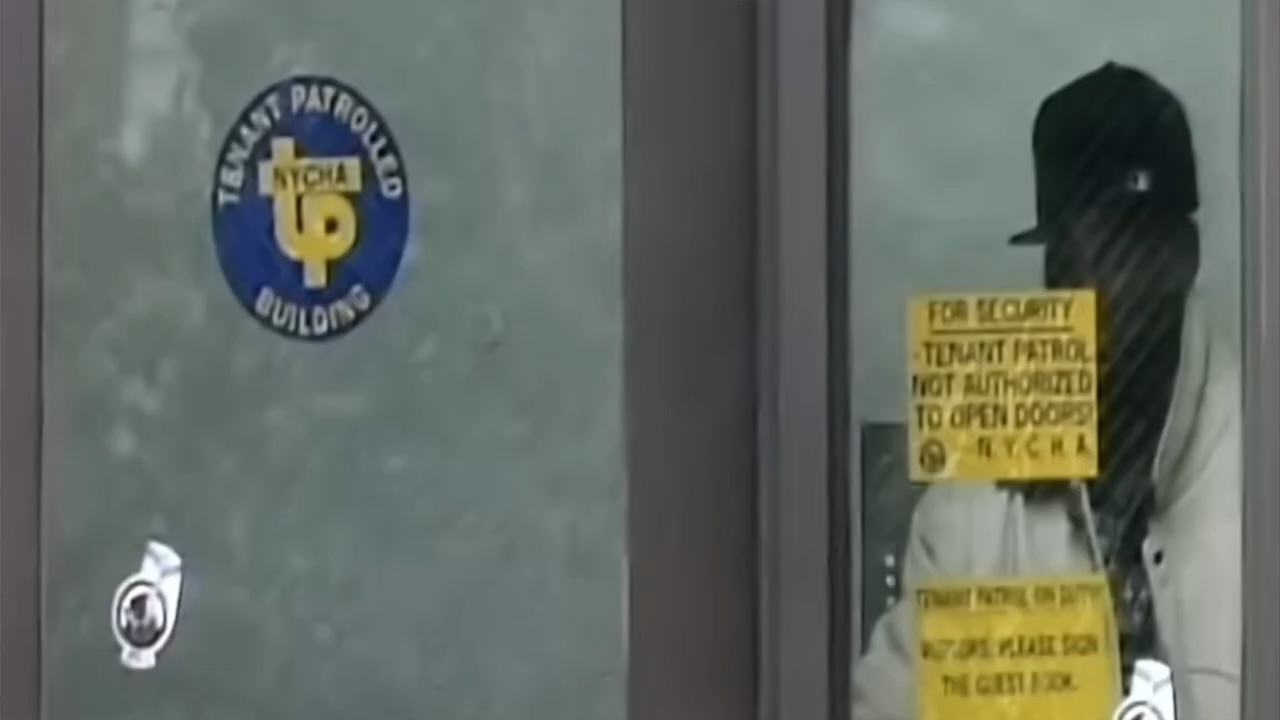 TENANT PATROLLED
NYCHA
tp
BUILDING
FOR SECURITY
-TENANT PATROL
NOT AUTHORIZED
TO OPEN DOORS!
N.Y.C.H.A.
TENANT PATROL ON DUTY
VISITORS: PLEASE SIGN
THE GUEST BOOK.